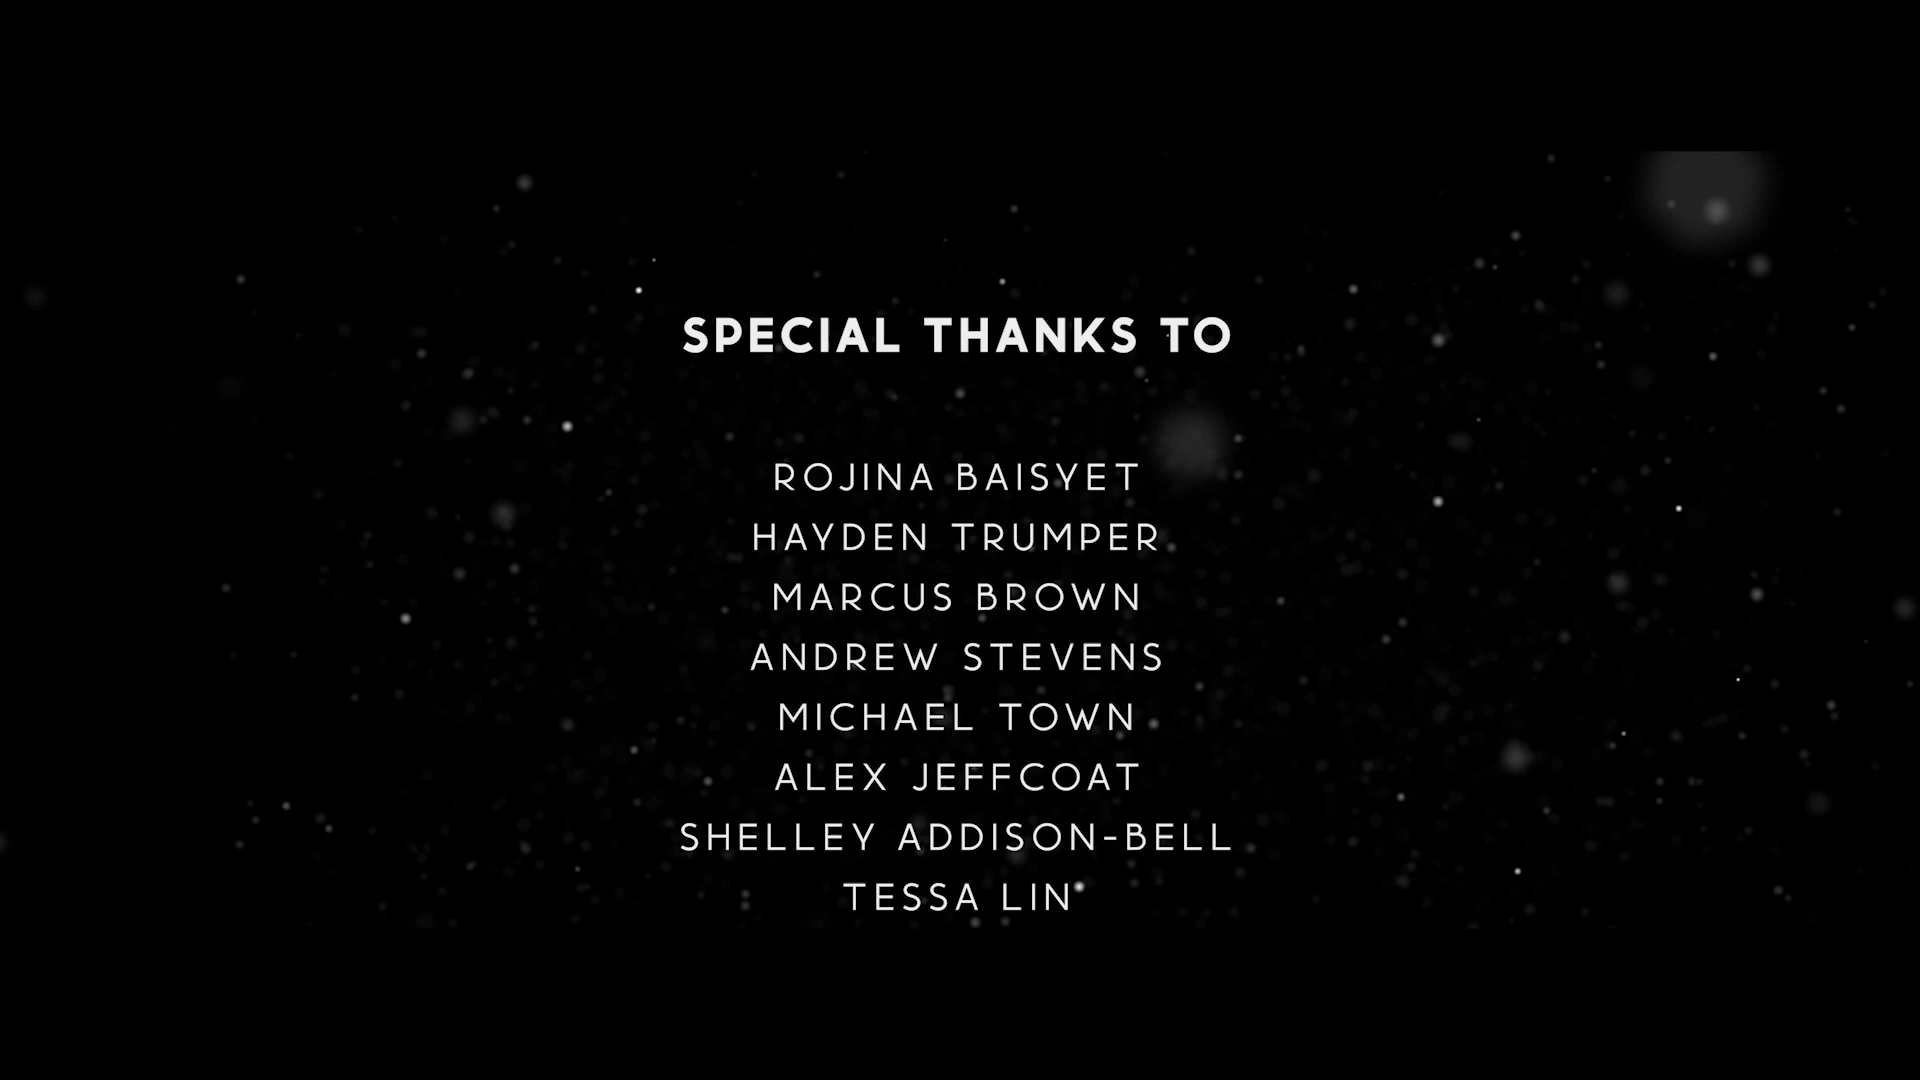 SPECIAL THANKS TO
ROJINA BAISYET
HAYDEN TRUMPER
MARCUS BROWN
ANDREW STEVENS
MICHAEL TOWN
ALEX JEFFCOAT
SHELLEY ADDISON-BELL
TESSA LIN